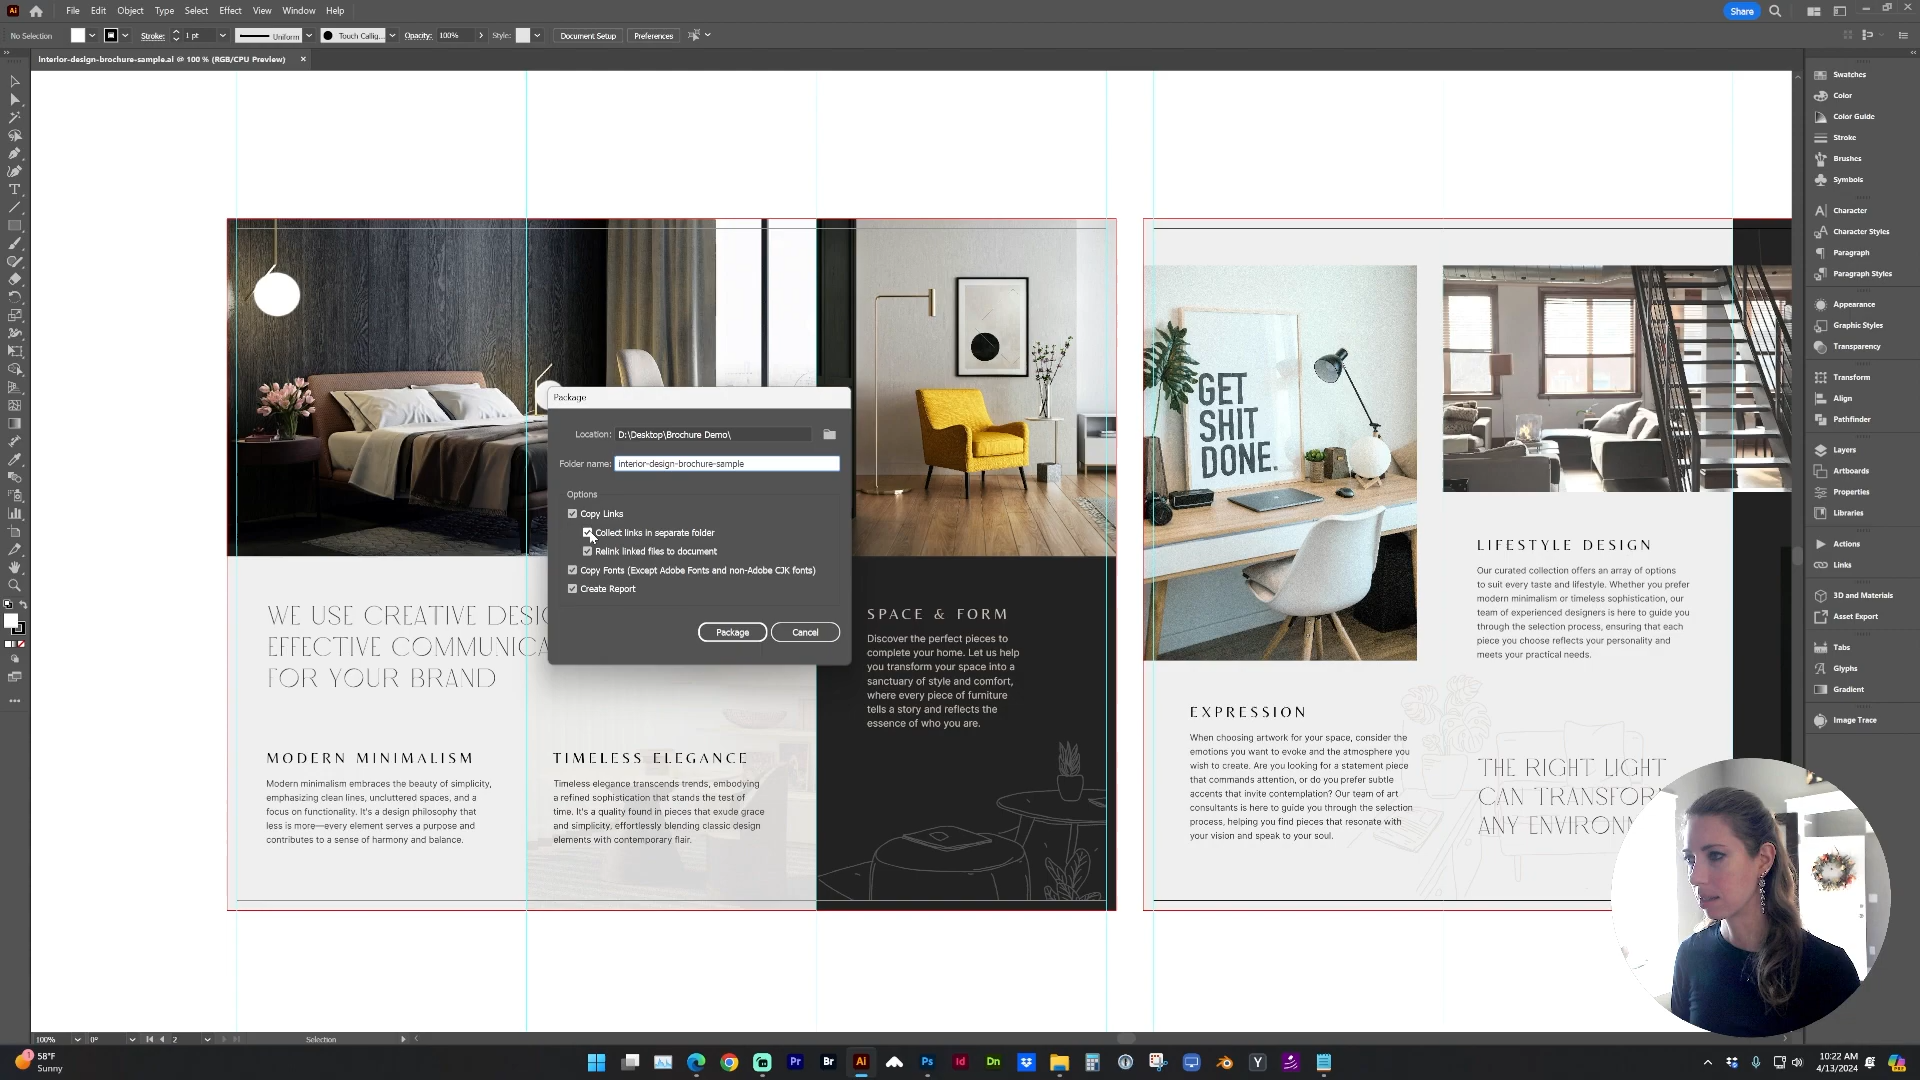 Ai
File Edit Object Type Select Effect View Window Help
Share
No Selection
Stroke: 1 pt
Uniform
Touch Callig...
Opacity: 100%
Style:
Document Setup
Preferences
Interior-design-brochure-sample.ai @ 100 % (RGB/CPU Preview)
Package
Location: D:\Desktop\Brochure Demo\
Folder name: interior-design-brochure-sample
Options
Copy Links
Collect links in separate folder
Relink linked files to document
Copy Fonts (Except Adobe Fonts and non-Adobe CJK fonts)
Create Report
Package
Cancel
WE USE CREATIVE DESI
EFFECTIVE COMMUNICA
FOR YOUR BRAND
MODERN MINIMALISM
Modern minimalism embraces the beauty of simplicity,
emphasizing clean lines, uncluttered spaces, and a
focus on functionality. It's a design philosophy that
less is more—every element serves a purpose and
contributes to a sense of harmony and balance.
TIMELESS ELEGANCE
Timeless elegance transcends trends, embodying
a refined sophistication that stands the test of
time. It's a quality found in pieces that exude grace
and simplicity, effortlessly blending classic design
elements with contemporary flair.
SPACE & FORM
Discover the perfect pieces to
complete your home. Let us help
you transform your space into a
sanctuary of style and comfort,
where every piece of furniture
tells a story and reflects the
essence of who you are.
GET
SHIT
DONE.
LIFESTYLE DESIGN
Our curated collection offers an array of options
to suit every taste and lifestyle. Whether you prefer
modern minimalism or timeless sophistication, our
team of experienced designers is here to guide you
through the selection process, ensuring that each
piece you choose reflects your personality and
meets your practical needs.
EXPRESSION
When choosing artwork for your space, consider the
emotions you want to evoke and the atmosphere you
wish to create. Are you looking for a statement piece
that commands attention, or do you prefer subtle
accents that invite contemplation? Our team of art
consultants is here to guide you through the selection
process, helping you find pieces that resonate with
your vision and speak to your soul.
THE RIGHT LIGHT
CAN TRANSFOR
ANY ENVIRON
Swatches
Color
Color Guide
Stroke
Brushes
Symbols
Character
Character Styles
Paragraph
Paragraph Styles
Appearance
Graphic Styles
Transparency
Transform
Align
Pathfinder
Layers
Artboards
Properties
Libraries
Actions
Links
3D and Materials
Asset Export
Tabs
Glyphs
Gradient
Image Trace
100% 0° 2 Selection
58°F
Sunny
Pr Br Ai Ps Id Dn Y
10:22 AM
4/13/2024